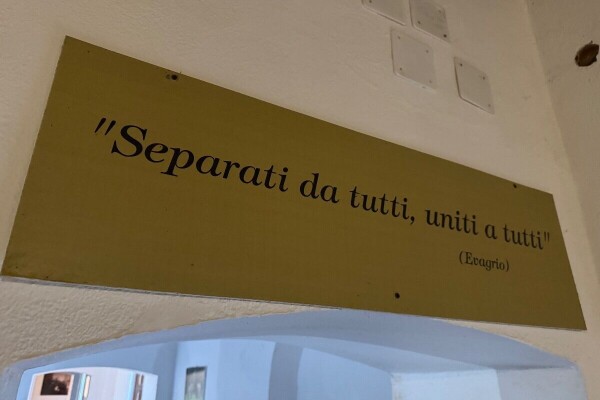 "Separati da tutti, uniti a tutti"
(Evagrio)